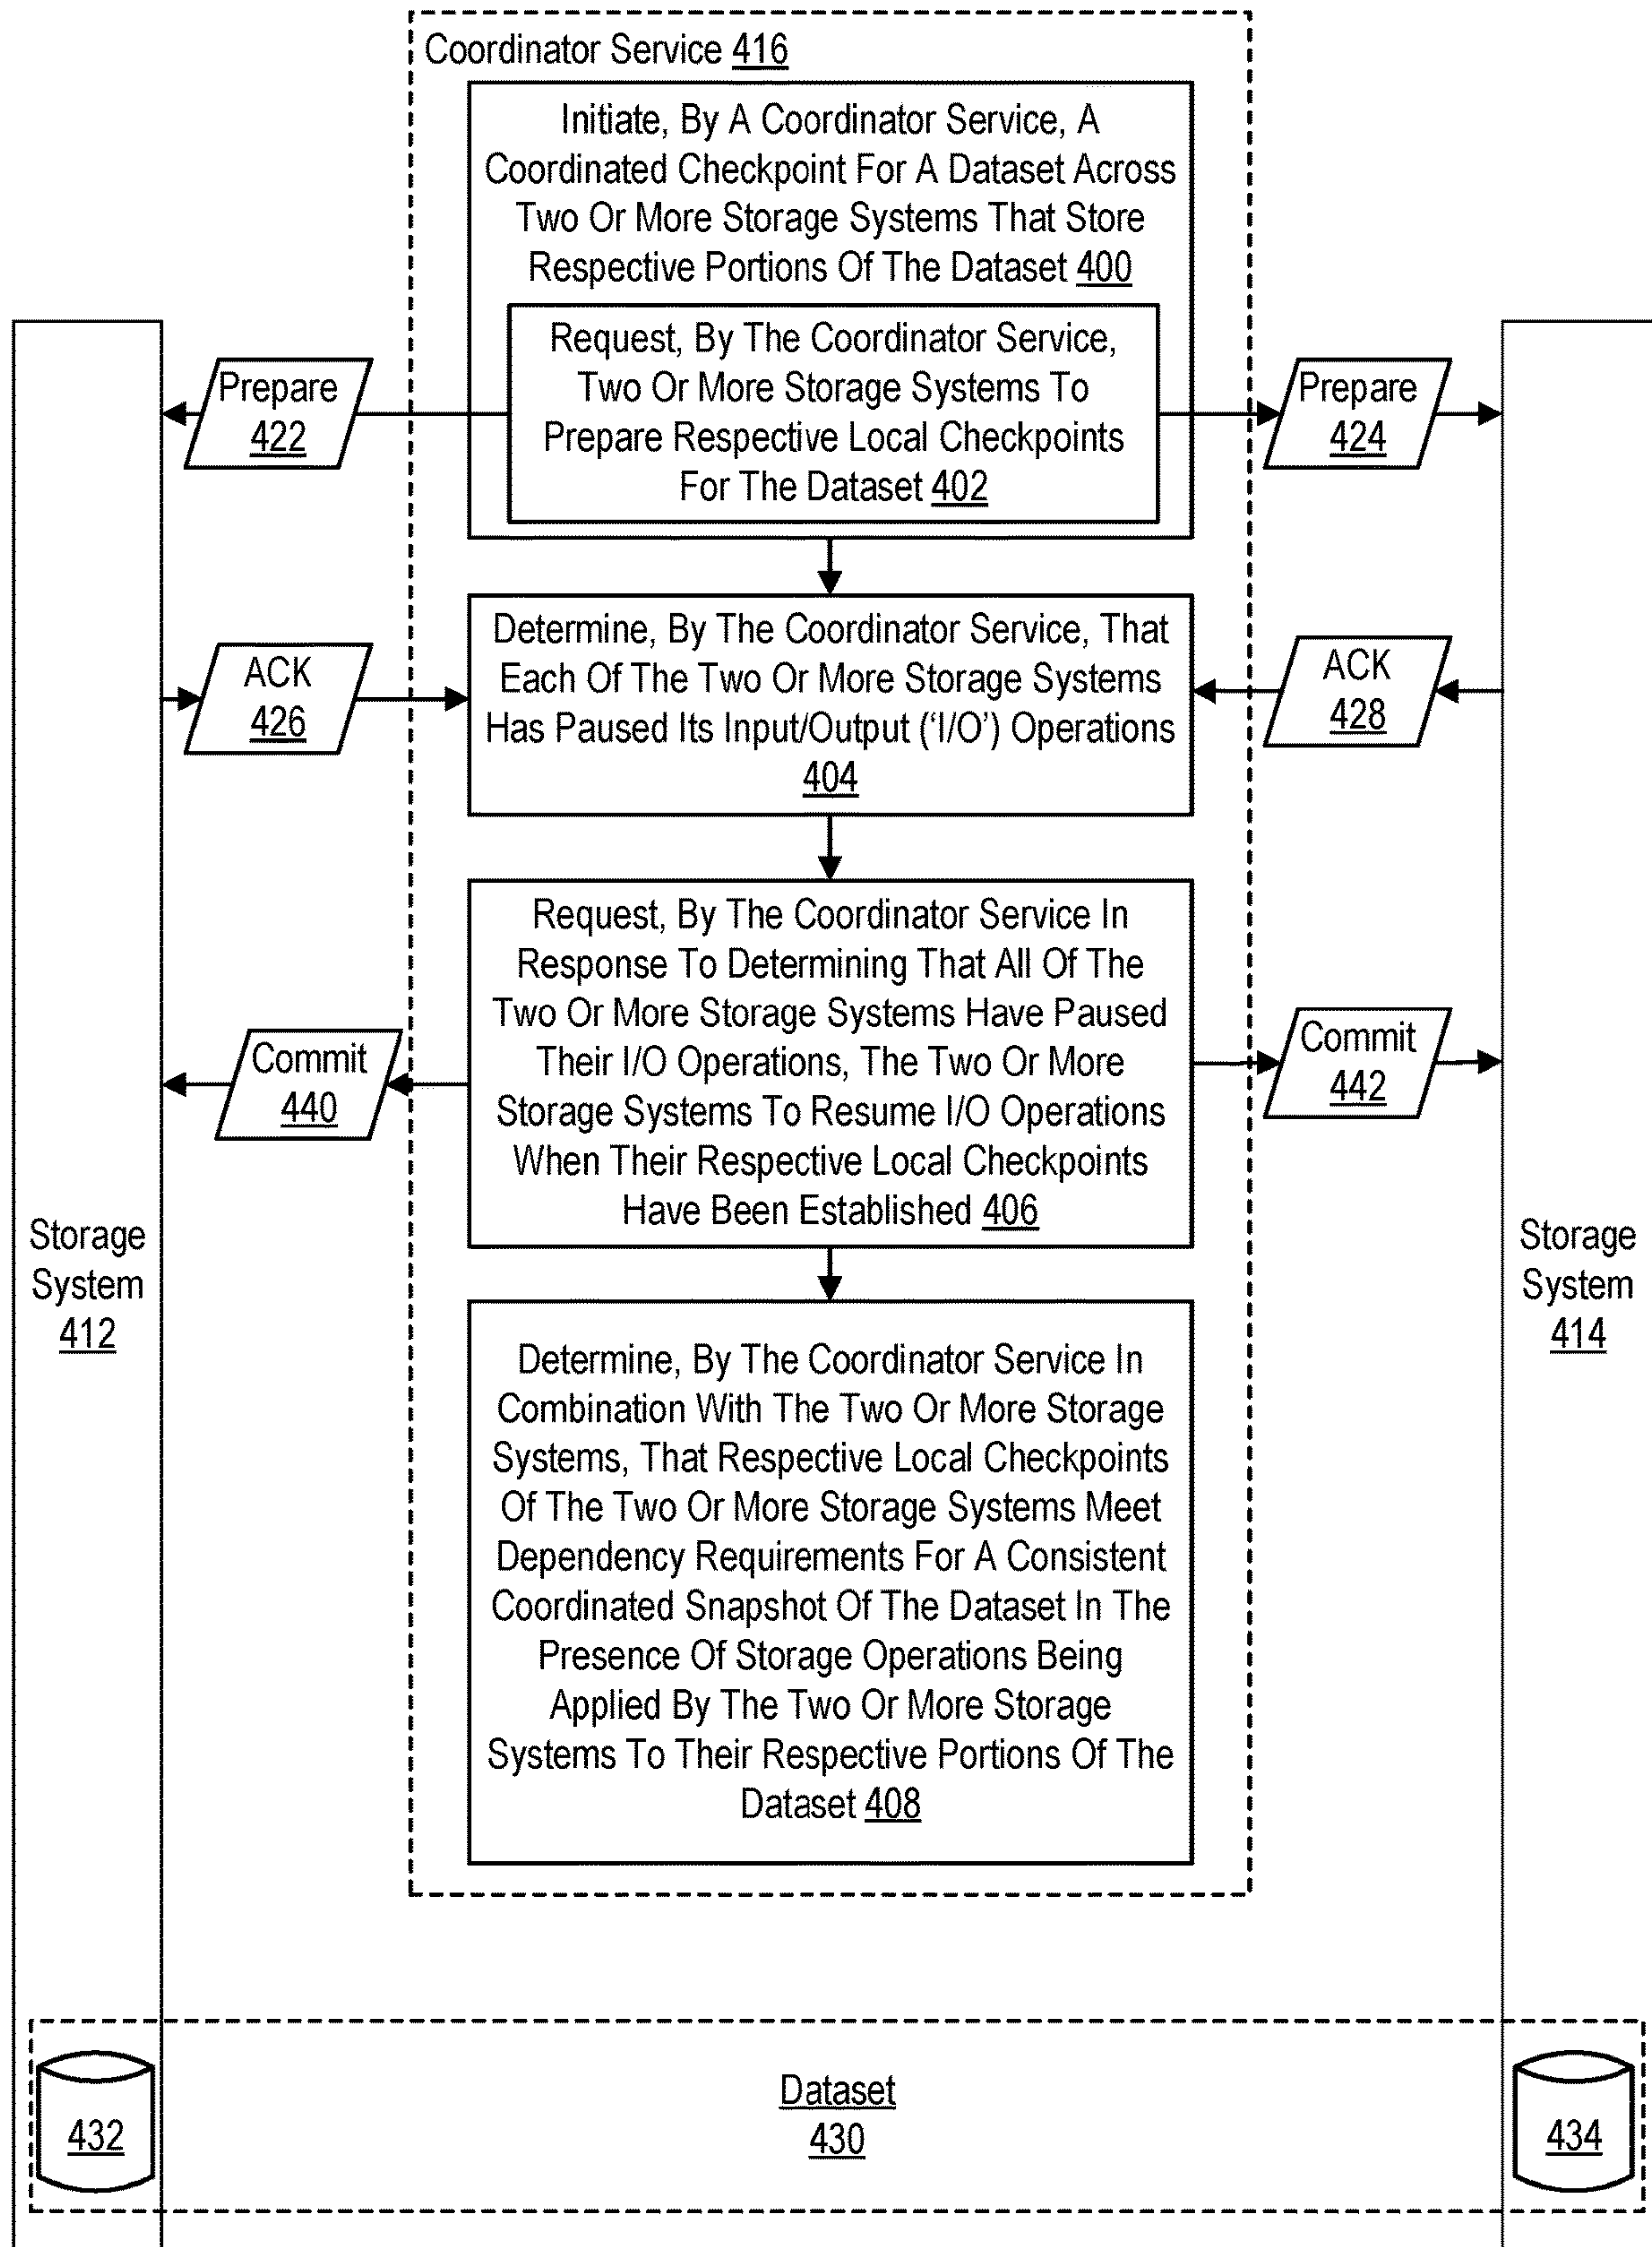 Coordinator Service 416
Initiate, By A Coordinator Service, A
Coordinated Checkpoint For A Dataset Across
Two Or More Storage Systems That Store
Respective Portions Of The Dataset 400
Request, By The Coordinator Service,
Two Or More Storage Systems To
Prepare Respective Local Checkpoints
For The Dataset 402
Prepare
422
Prepare
424
Determine, By The Coordinator Service, That
Each Of The Two Or More Storage Systems
Has Paused Its Input/Output (‘I/O’) Operations
404
ACK
426
ACK
428
Request, By The Coordinator Service In
Response To Determining That All Of The
Two Or More Storage Systems Have Paused
Their I/O Operations, The Two Or More
Storage Systems To Resume I/O Operations
When Their Respective Local Checkpoints
Have Been Established 406
Commit
440
Commit
442
Storage
System
412
Storage
System
414
Determine, By The Coordinator Service In
Combination With The Two Or More Storage
Systems, That Respective Local Checkpoints
Of The Two Or More Storage Systems Meet
Dependency Requirements For A Consistent
Coordinated Snapshot Of The Dataset In The
Presence Of Storage Operations Being
Applied By The Two Or More Storage
Systems To Their Respective Portions Of The
Dataset 408
432
Dataset
430
434